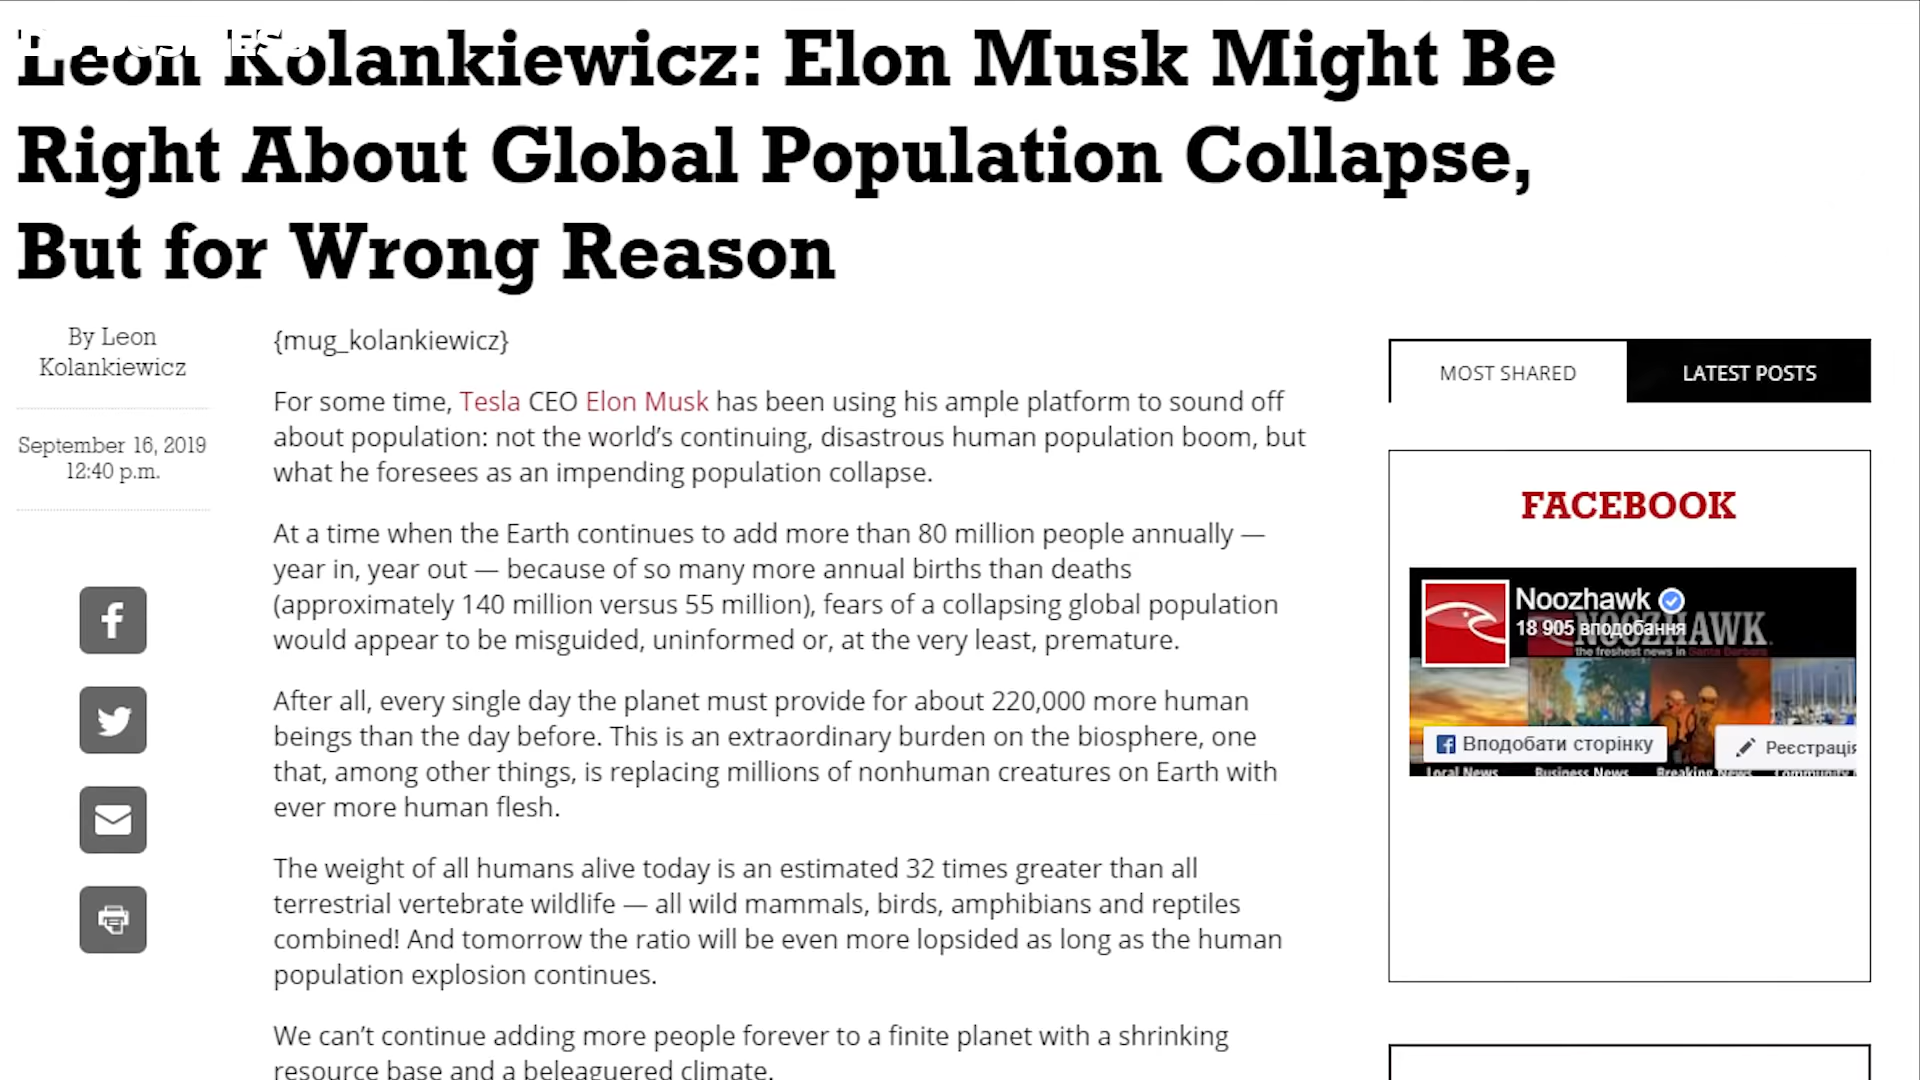 BUSINESS
Leon Kolankiewicz: Elon Musk Might Be
Right About Global Population Collapse,
But for Wrong Reason
By Leon
Kolankiewicz
September 16, 2019
12:40 p.m.
{mug_kolankiewicz}
For some time, Tesla CEO Elon Musk has been using his ample platform to sound off
about population: not the world’s continuing, disastrous human population boom, but
what he foresees as an impending population collapse.
At a time when the Earth continues to add more than 80 million people annually —
year in, year out — because of so many more annual births than deaths
(approximately 140 million versus 55 million), fears of a collapsing global population
would appear to be misguided, uninformed or, at the very least, premature.
After all, every single day the planet must provide for about 220,000 more human
beings than the day before. This is an extraordinary burden on the biosphere, one
that, among other things, is replacing millions of nonhuman creatures on Earth with
ever more human flesh.
The weight of all humans alive today is an estimated 32 times greater than all
terrestrial vertebrate wildlife — all wild mammals, birds, amphibians and reptiles
combined! And tomorrow the ratio will be even more lopsided as long as the human
population explosion continues.
We can’t continue adding more people forever to a finite planet with a shrinking
resource base and a beleaguered climate.
MOST SHARED
LATEST POSTS
FACEBOOK
Noozhawk
18 905 вподобання
NOOZHAWK
the freshest news in Santa Barbara
Вподобати сторінку
Реєстрація
Local News Business News Breaking News Community